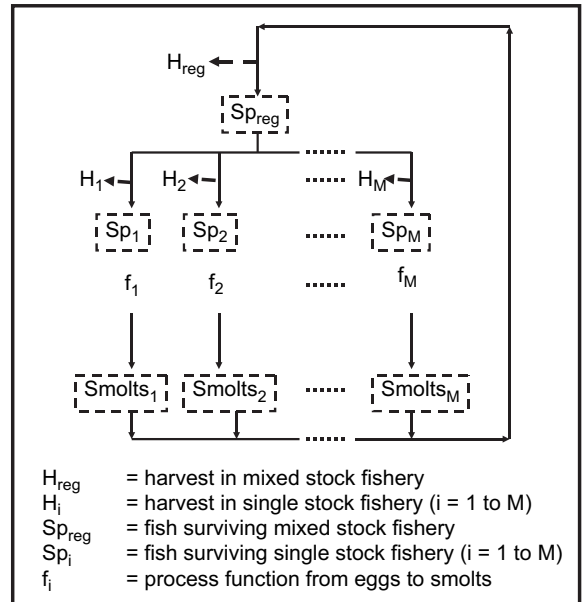 H_reg
Sp_reg
H_1 H_2 ...... H_M
Sp_1 Sp_2 ...... Sp_M
f_1 f_2 ...... f_M
Smolts_1 Smolts_2 ...... Smolts_M
H_reg = harvest in mixed stock fishery
H_i = harvest in single stock fishery (i = 1 to M)
Sp_reg = fish surviving mixed stock fishery
Sp_i = fish surviving single stock fishery (i = 1 to M)
f_i = process function from eggs to smolts